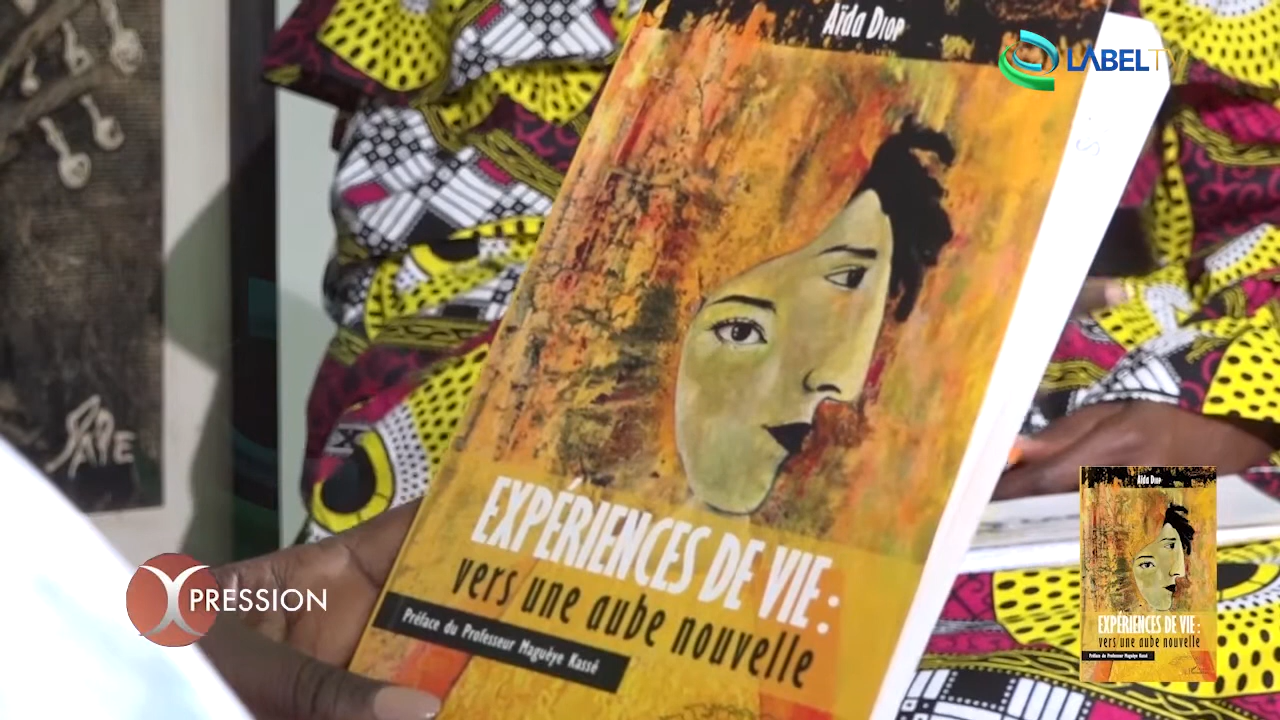 Aïda Diop
LABEL TV
EXPÉRIENCES DE VIE :
vers une aube nouvelle
Préface du Professeur Maguèye Kassé
XPRESSION
Aïda Diop
EXPÉRIENCES DE VIE :
vers une aube nouvelle
Préface du Professeur Maguèye Kassé